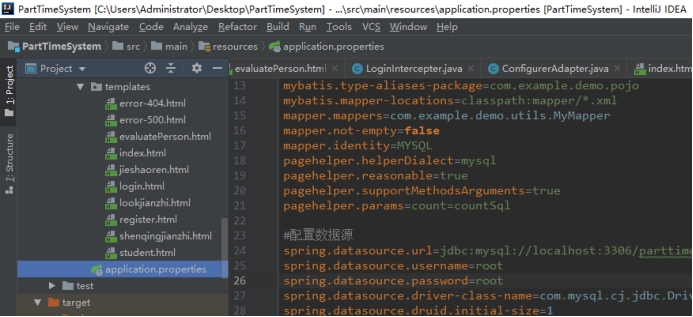 PartTimeSystem [C:\Users\Administrator\Desktop\PartTimeSystem] - ...\src\main\resources\application.properties [PartTimeSystem] - IntelliJ IDEA
File Edit View Navigate Code Analyze Refactor Build Run Tools VCS Window Help
PartTimeSystem src main resources application.properties
Project
evaluatePerson.html LoginIntercepter.java ConfigurerAdapter.java index.htm
1: Project
7: Structure
templates
error-404.html
error-500.html
evaluatePerson.html
index.html
jieshaoren.html
login.html
lookjianzhi.html
register.html
shenqingjianzhi.html
student.html
application.properties
test
target
13 mybatis.type-aliases-package=com.example.demo.pojo
14 mybatis.mapper-locations=classpath:mapper/*.xml
15 mapper.mappers=com.example.demo.utils.MyMapper
16 mapper.not-empty=false
17 mapper.identity=MYSQL
18 pagehelper.helperDialect=mysql
19 pagehelper.reasonable=true
20 pagehelper.supportMethodsArguments=true
21 pagehelper.params=count=countSql
22
23 #配置数据源
24 spring.datasource.url=jdbc:mysql://localhost:3306/parttime
25 spring.datasource.username=root
26 spring.datasource.password=root
27 spring.datasource.driver-class-name=com.mysql.cj.jdbc.Driv
28 spring.datasource.druid.initial-size=1